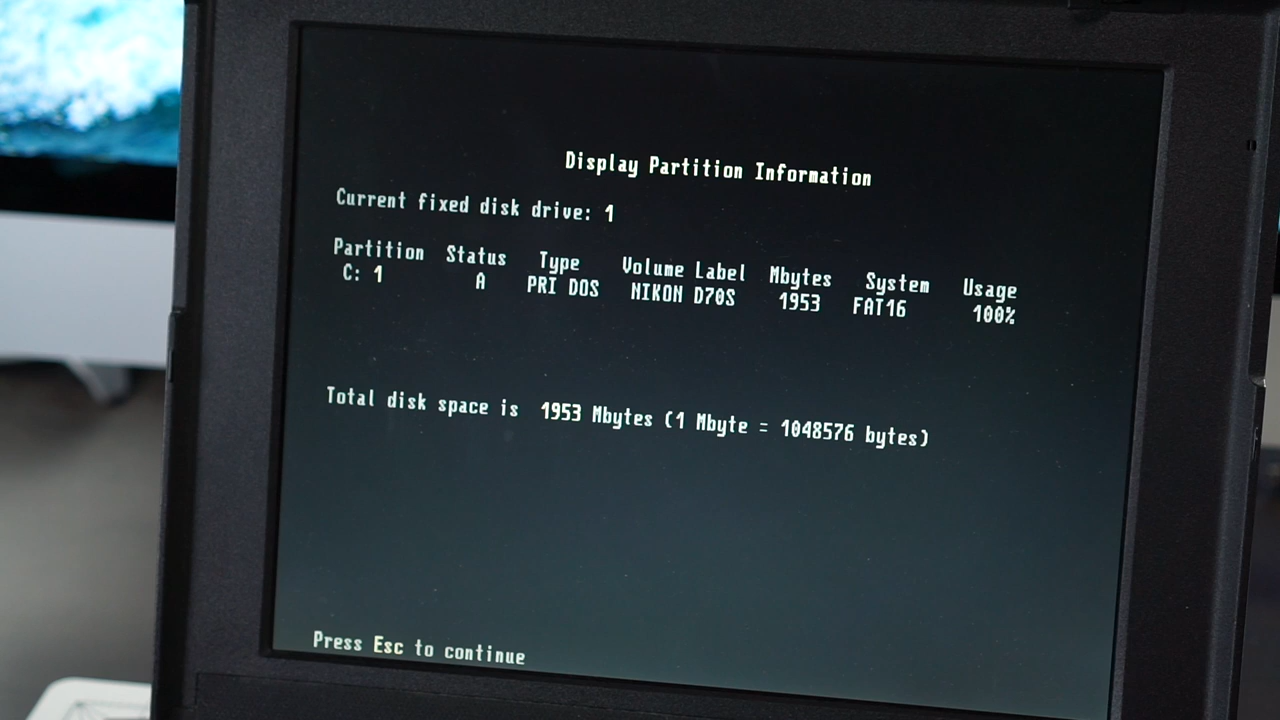 Display Partition Information
Current fixed disk drive: 1
Partition Status Type Volume Label Mbytes System Usage
C: 1 A PRI DOS NIKON D70S 1953 FAT16 100%
Total disk space is 1953 Mbytes (1 Mbyte = 1048576 bytes)
Press Esc to continue